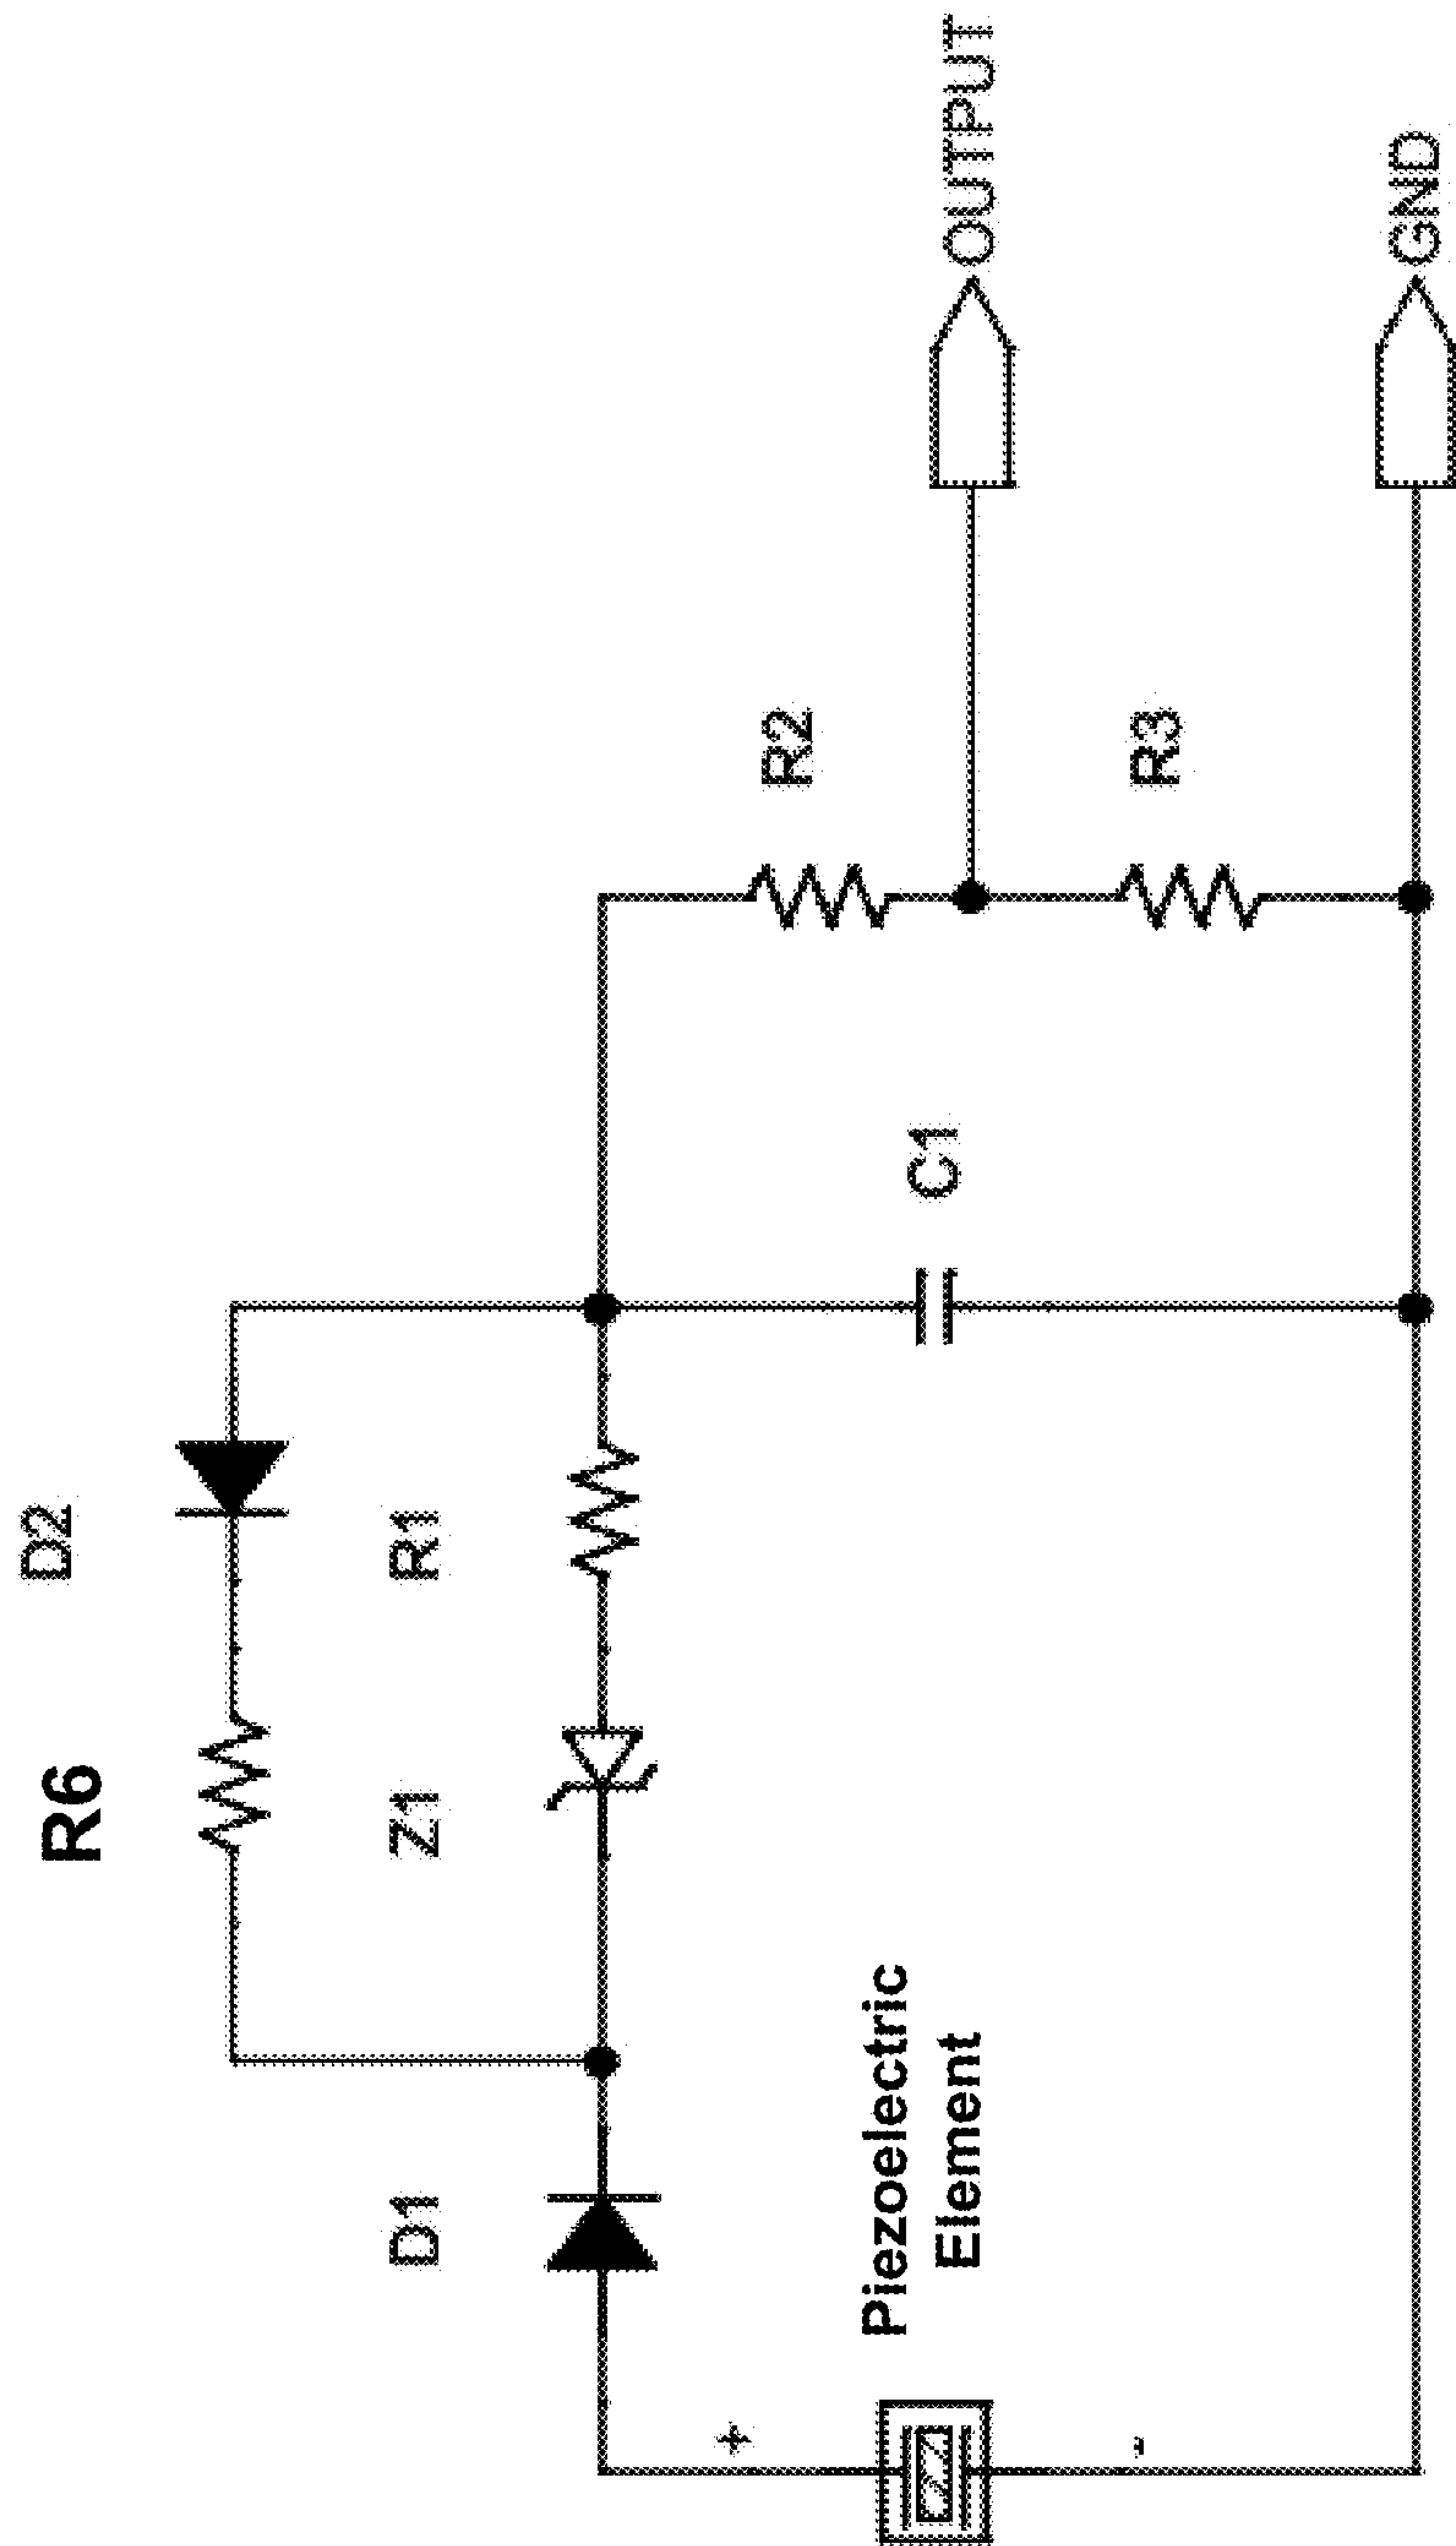 R6
D2
D1
Z1
R1
Piezoelectric
Element
+
-
C1
R2
R3
OUTPUT
GND